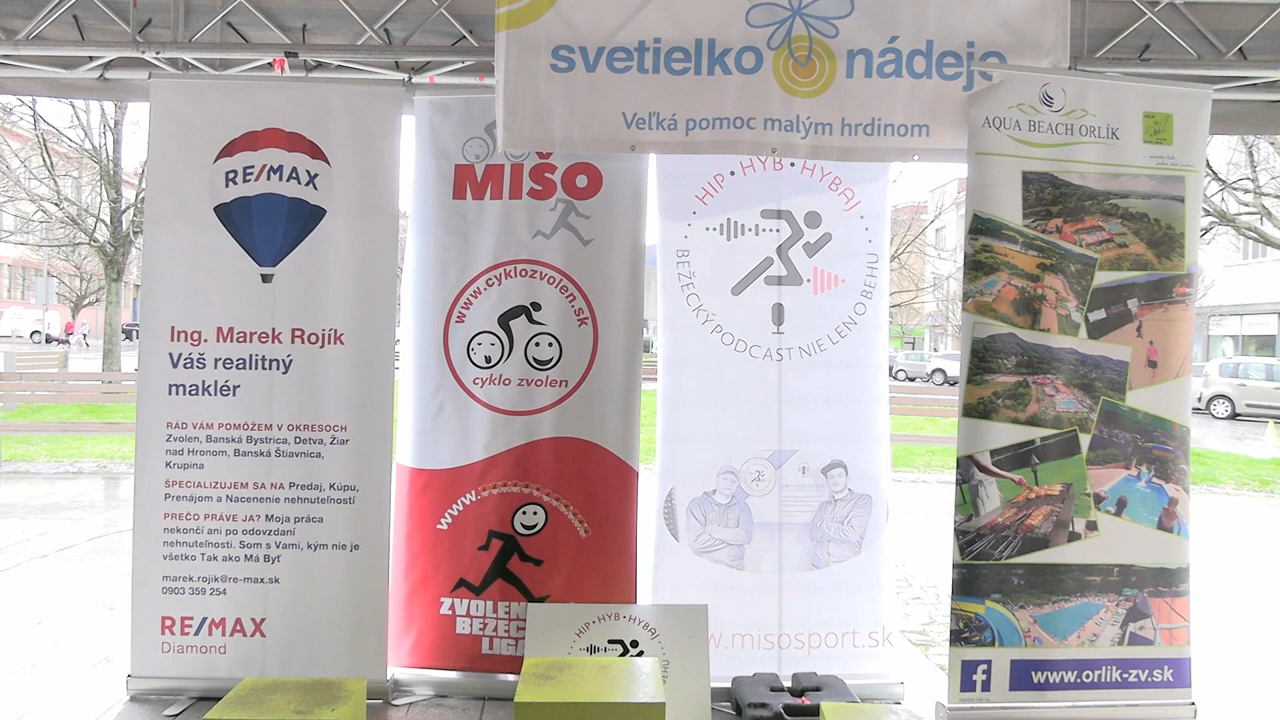 svetielko nádeje
Veľká pomoc malým hrdinom
RE/MAX
Ing. Marek Rojík
Váš realitný
maklér
RÁD VÁM POMÔŽEM V OKRESOCH
Zvolen, Banská Bystrica, Detva, Žiar
nad Hronom, Banská Štiavnica,
Krupina
ŠPECIALIZUJEM SA NA Predaj, Kúpu,
Prenájom a Nacenenie nehnuteľností
PREČO PRÁVE JA? Moja práca
nekončí ani po odovzdaní
nehnuteľnosti. Som s Vami, kým nie je
všetko Tak ako Má Byť
marek.rojik@re-max.sk
0903 359 254
RE/MAX
Diamond
MIŠO
www.cyklozvolen.sk
cyklo zvolen
www.
ZVOLEN
BEZEC
LIGA
HIP • HYB • HYBAJ
BEŽECKÝ PODCAST NIE LEN O BEHU
w.misosport.sk
HIP • HYB • HYBAJ
BEHU
AQUA BEACH ORLÍK
www.orlik-zv.sk